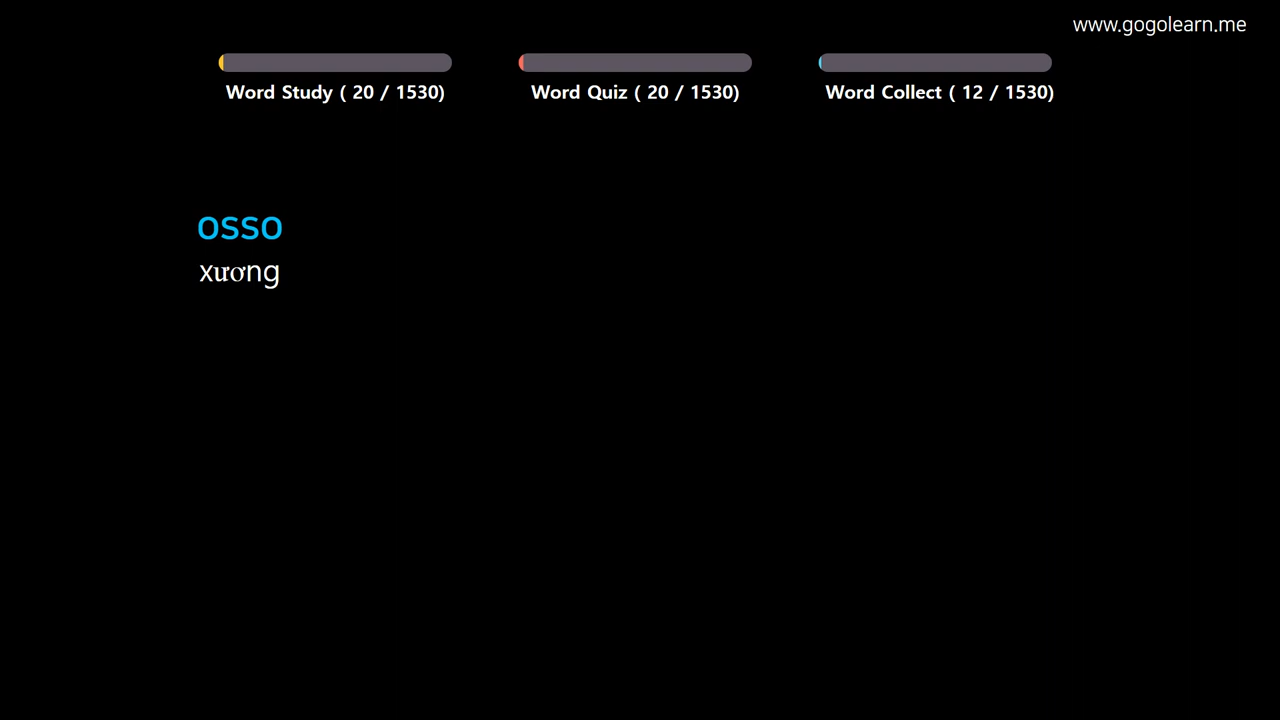 www.gogolearn.me
Word Study ( 20 / 1530)
Word Quiz ( 20 / 1530)
Word Collect ( 12 / 1530)
osso
xương